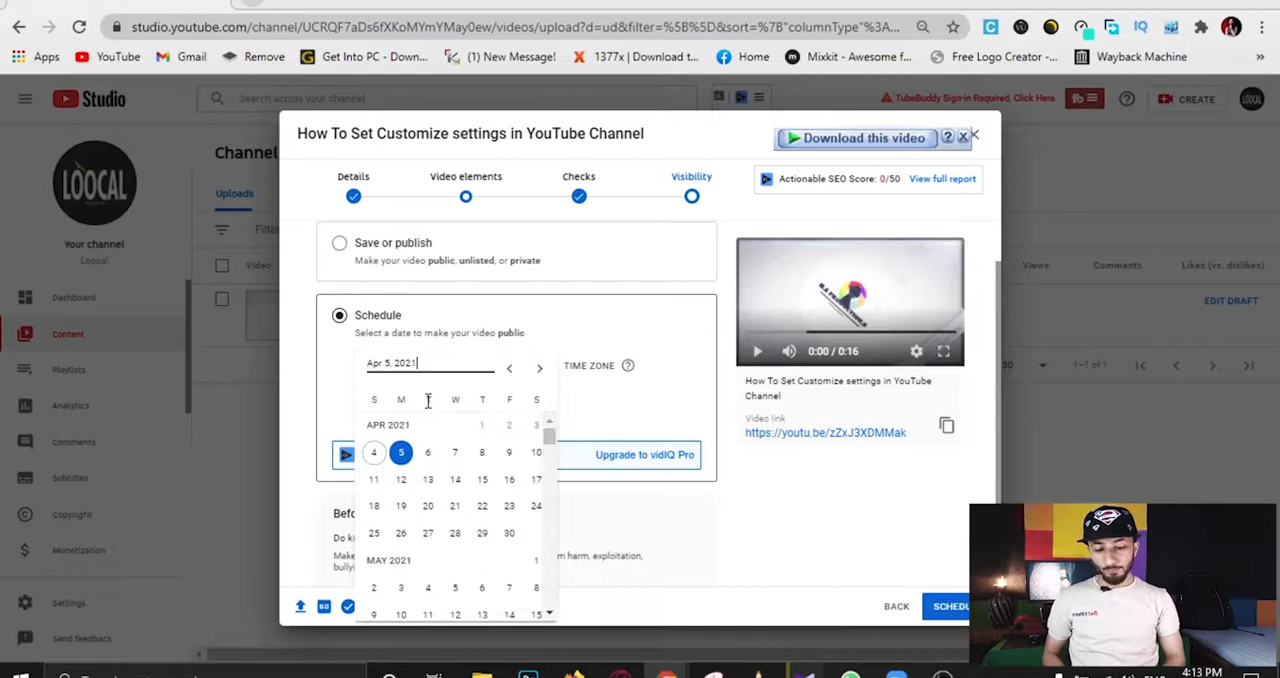 studio.youtube.com/channel/UCRQF7aDs6fXKoMYmYMay0ew/videos/upload?d=ud&filter=%5B%5D&sort=%7B"columnType"%3A...
Apps
YouTube
Gmail
Remove
Get Into PC - Down...
(1) New Message!
1377x | Download t...
Home
Mixkit - Awesome f...
Free Logo Creator -...
Wayback Machine
»
Studio
Search across your channel
TubeBuddy Sign-in Required, Click Here
CREATE
LOOCAL
How To Set Customize settings in YouTube Channel
Download this video
Channel
Details
Video elements
Checks
Visibility
Actionable SEO Score: 0/50
View full report
Uploads
Filter
LOOCAL
Your channel
Loocal
Video
Views
Comments
Likes (vs. dislikes)
EDIT DRAFT
Save or publish
Make your video public, unlisted, or private
Schedule
Select a date to make your video public
Apr 5, 2021
TIME ZONE
0:00 / 0:16
How To Set Customize settings in YouTube
Channel
Video link
https://youtu.be/zZxJ3XDMMak
S M W T F S
APR 2021 1 2 3
4 5 6 7 8 9 10
11 12 13 14 15 16 17
18 19 20 21 22 23 24
25 26 27 28 29 30
MAY 2021 1
2 3 4 5 6 7 8
9 10 11 12 13 14 15
Upgrade to vidIQ Pro
Befo
Do ki
Make
m harm, exploitation,
bullyi
BACK
SCHEDU
Dashboard
Content
Playlists
Analytics
Comments
Subtitles
Copyright
Monetization
Settings
Send feedback
30
4:13 PM